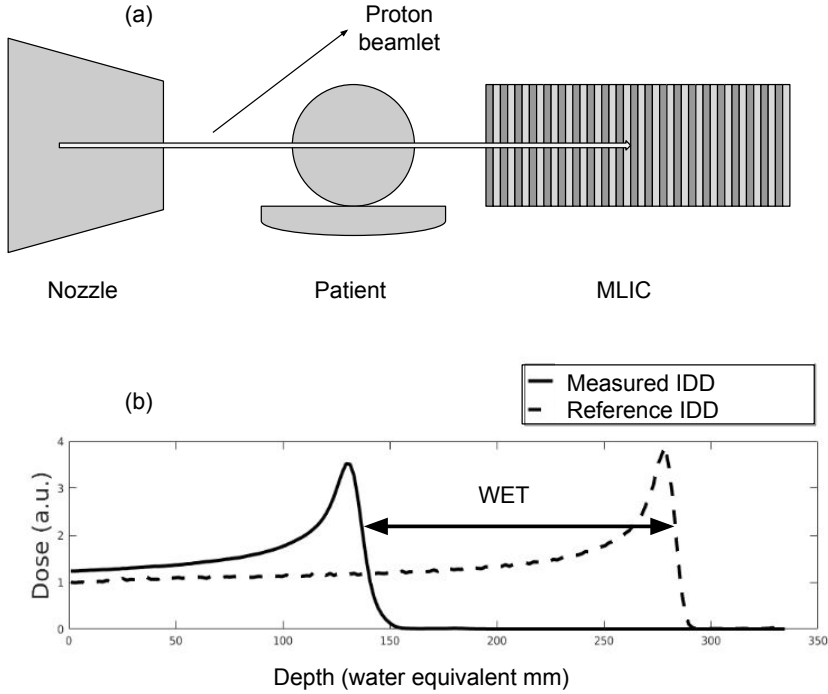 (a)
Proton
beamlet
Nozzle
Patient
MLIC
(b)
Measured IDD
Reference IDD
WET
Dose (a.u.)
4
3
2
1
0
0 50 100 150 200 250 300 350
Depth (water equivalent mm)